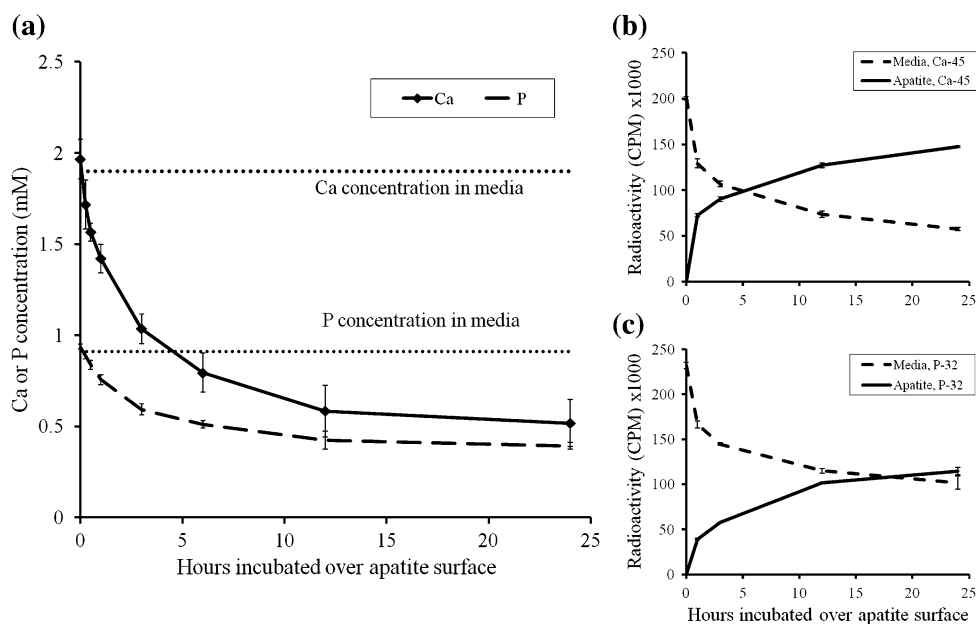 (a)
Ca or P concentration (mM)
2.5
2
1.5
1
0.5
0
Ca
P
Ca concentration in media
P concentration in media
0 5 10 15 20 25
Hours incubated over apatite surface
(b)
Radioactivity (CPM) x1000
250
200
150
100
50
0
Media, Ca-45
Apatite, Ca-45
0 5 10 15 20 25
(c)
Radioactivity (CPM) x1000
250
200
150
100
50
0
Media, P-32
Apatite, P-32
0 5 10 15 20 25
Hours incubated over apatite surface